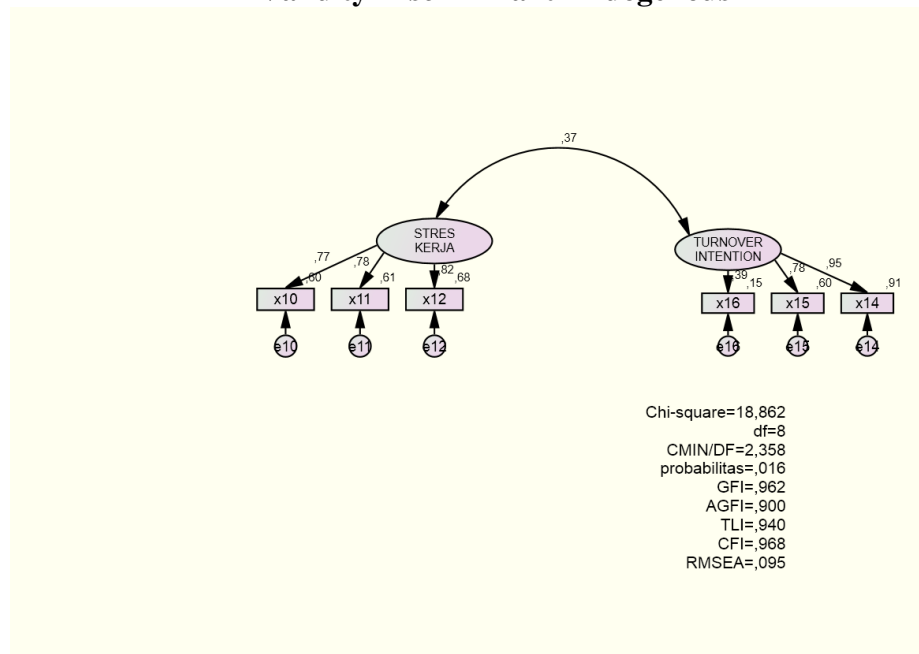 ,37
STRES
KERJA
TURNOVER
INTENTION
,77
,78
,82
,39
,78
,95
,60
,61
,68
,15
,60
,91
x10
x11
x12
x16
x15
x14
e10
e11
e12
e16
e15
e14
Chi-square=18,862
df=8
CMIN/DF=2,358
probabilitas=,016
GFI=,962
AGFI=,900
TLI=,940
CFI=,968
RMSEA=,095